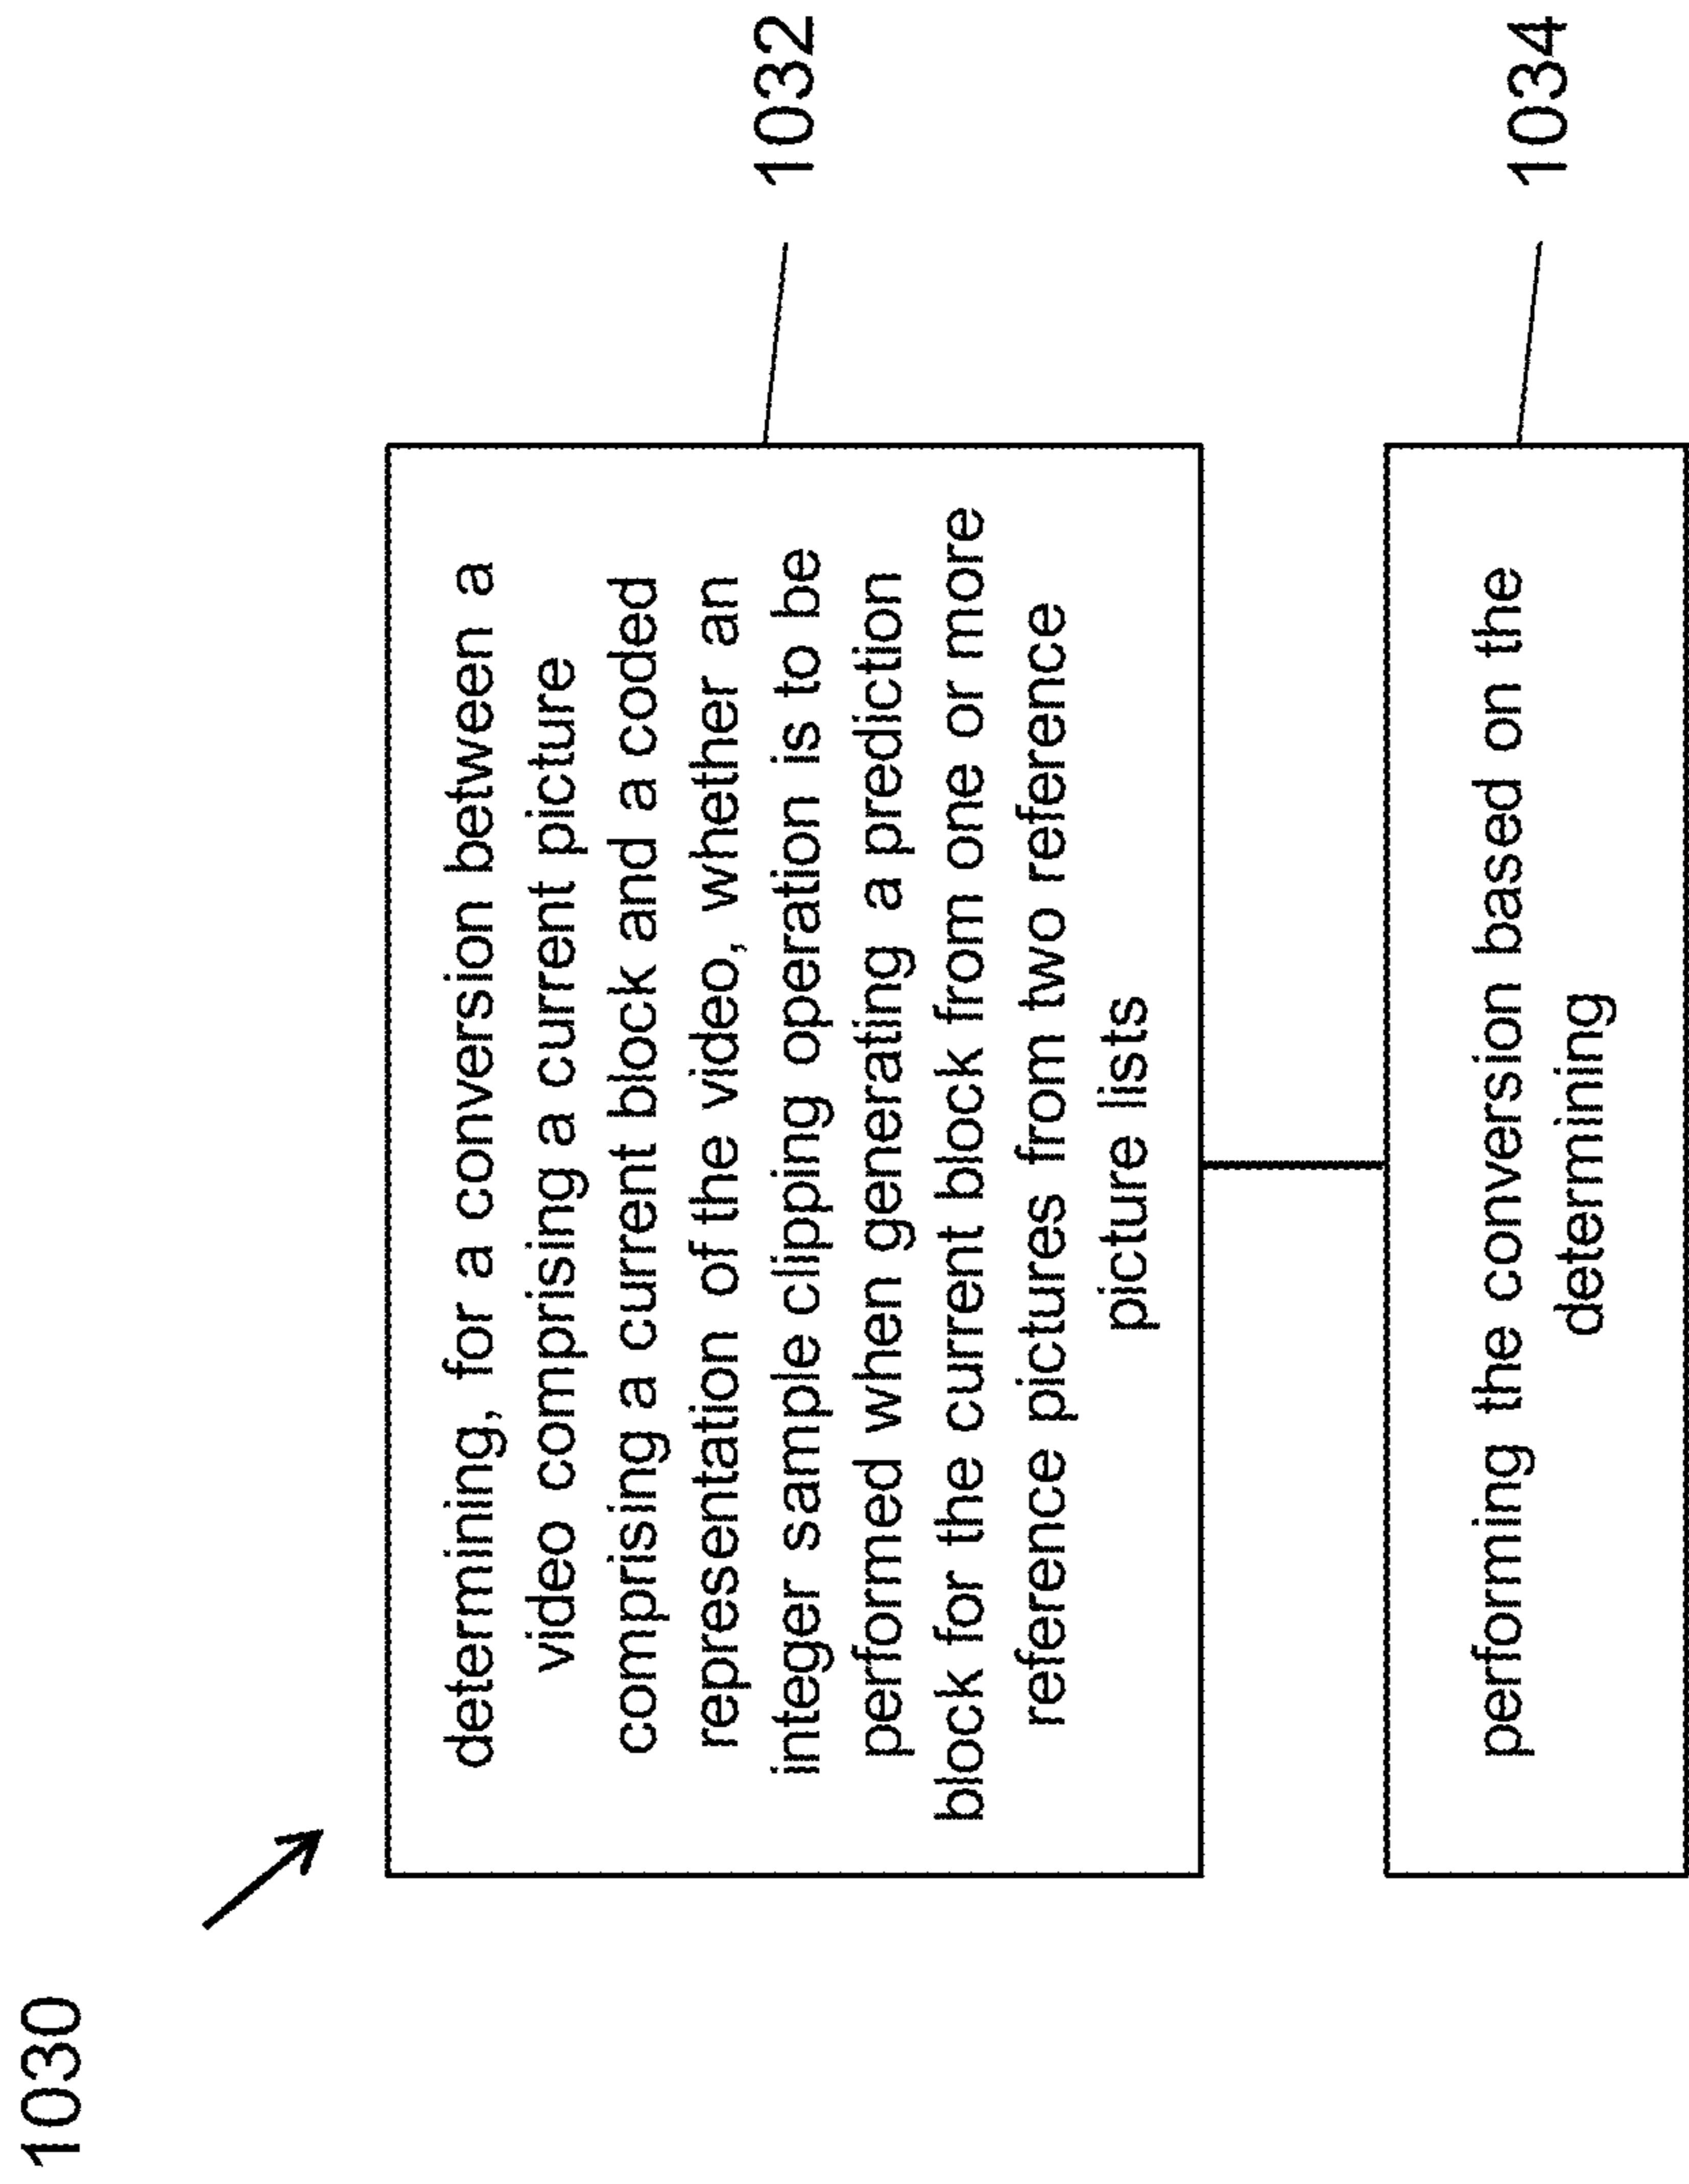 1030
determining, for a conversion between a
video comprising a current picture
comprising a current block and a coded
representation of the video, whether an
integer sample clipping operation is to be
performed when generating a prediction
block for the current block from one or more
reference pictures from two reference
picture lists
1032
performing the conversion based on the
determining
1034